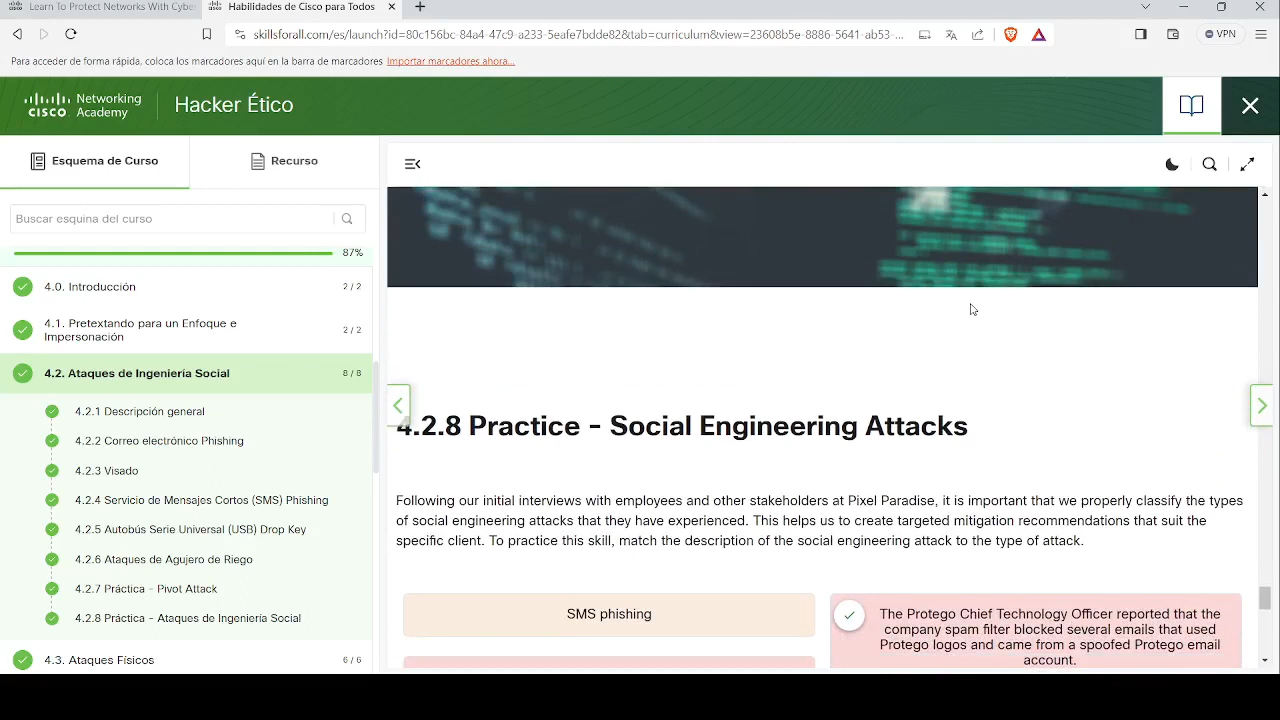 Learn To Protect Networks With Cyber
Habilidades de Cisco para Todos
skillsforall.com/es/launch?id=80c156bc-84a4-47c9-a233-5eafe7bdde82&tab=curriculum&view=23608b5e-8886-5641-ab53-...
VPN
Para acceder de forma rápida, coloca los marcadores aquí en la barra de marcadores Importar marcadores ahora...
cisco Networking Academy
Hacker Ético
Esquema de Curso
Recurso
Buscar esquina del curso
87%
4.0. Introducción 2 / 2
4.1. Pretextando para un Enfoque e
Impersonación 2 / 2
4.2. Ataques de Ingeniería Social 8 / 8
4.2.1 Descripción general
4.2.2 Correo electrónico Phishing
4.2.3 Visado
4.2.4 Servicio de Mensajes Cortos (SMS) Phishing
4.2.5 Autobús Serie Universal (USB) Drop Key
4.2.6 Ataques de Agujero de Riego
4.2.7 Práctica - Pivot Attack
4.2.8 Práctica - Ataques de Ingeniería Social
4.3. Ataques Físicos 6 / 6
4.2.8 Practice - Social Engineering Attacks
Following our initial interviews with employees and other stakeholders at Pixel Paradise, it is important that we properly classify the types
of social engineering attacks that they have experienced. This helps us to create targeted mitigation recommendations that suit the
specific client. To practice this skill, match the description of the social engineering attack to the type of attack.
SMS phishing
The Protego Chief Technology Officer reported that the
company spam filter blocked several emails that used
Protego logos and came from a spoofed Protego email
account.